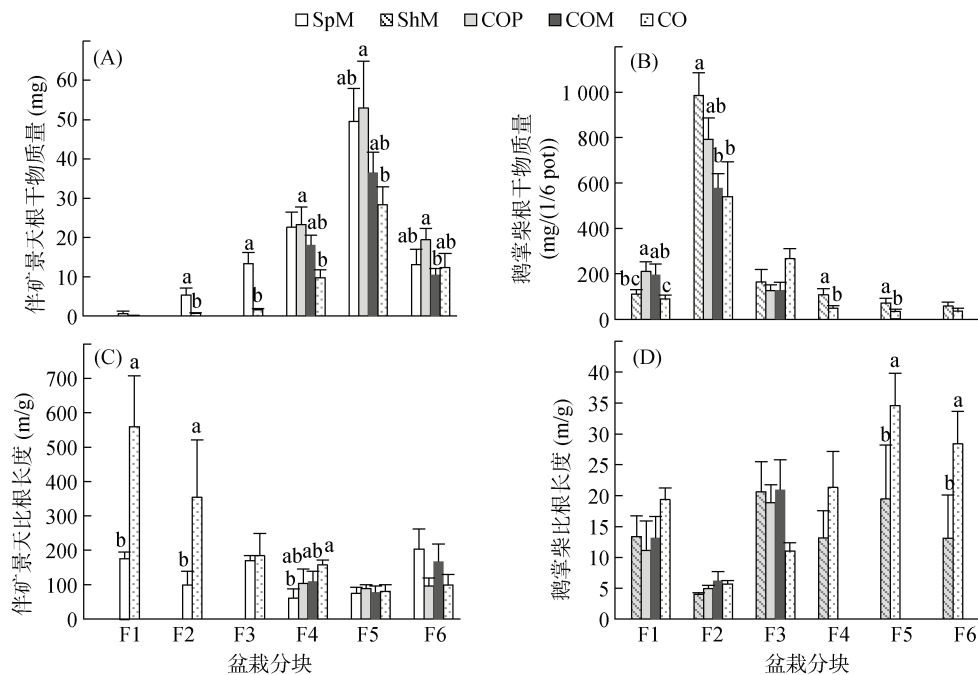 SpM ShM COP COM CO
(A)
伴矿景天根干物质量 (mg)
60
50
40
30
20
10
0
a
b
a
b
a
ab
b
ab
a
ab
b
ab
a
b
ab
(B)
鹅掌柴根干物质量
(mg/(1/6 pot))
1 000
800
600
400
200
0
bc
a
ab
c
a
ab
b
b
a
b
a
b
(C)
伴矿景天比根长度 (m/g)
700
600
500
400
300
200
100
0
b
a
b
a
b
ab
ab
a
F1 F2 F3 F4 F5 F6
盆栽分块
(D)
鹅掌柴比根长度 (m/g)
40
35
30
25
20
15
10
5
0
b
a
b
a
F1 F2 F3 F4 F5 F6
盆栽分块